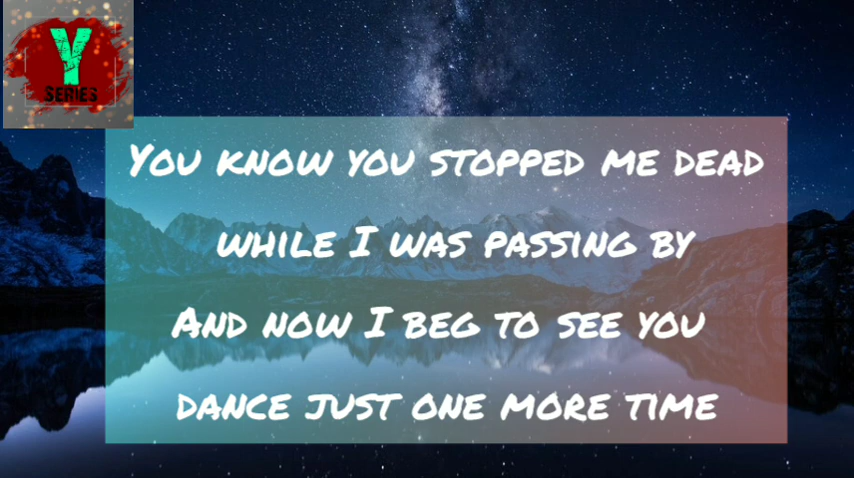 Y
SERIES
You know you stopped me dead
while I was passing by
And now I beg to see you
dance just one more time